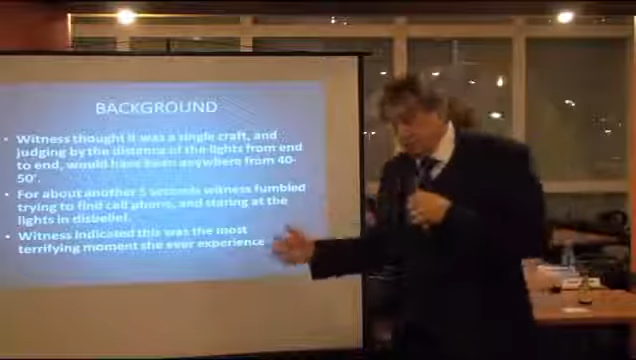 BACKGROUND
• Witness thought it was a single craft, and
judging by the distance of the lights from end
to end, would have been anywhere from 40-
50'.
• For about another 5 seconds witness fumbled
trying to find cell phone, and staring at the
lights in disbelief.
• Witness indicated this was the most
terrifying moment she ever experience